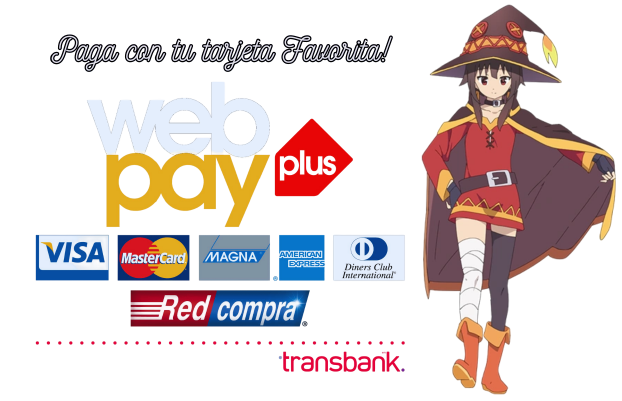 Paga con tu tarjeta Favorita!
web
pay
plus
VISA
MasterCard
MAGNA
AMERICAN
EXPRESS
Diners Club
International®
Red compra®
transbank.